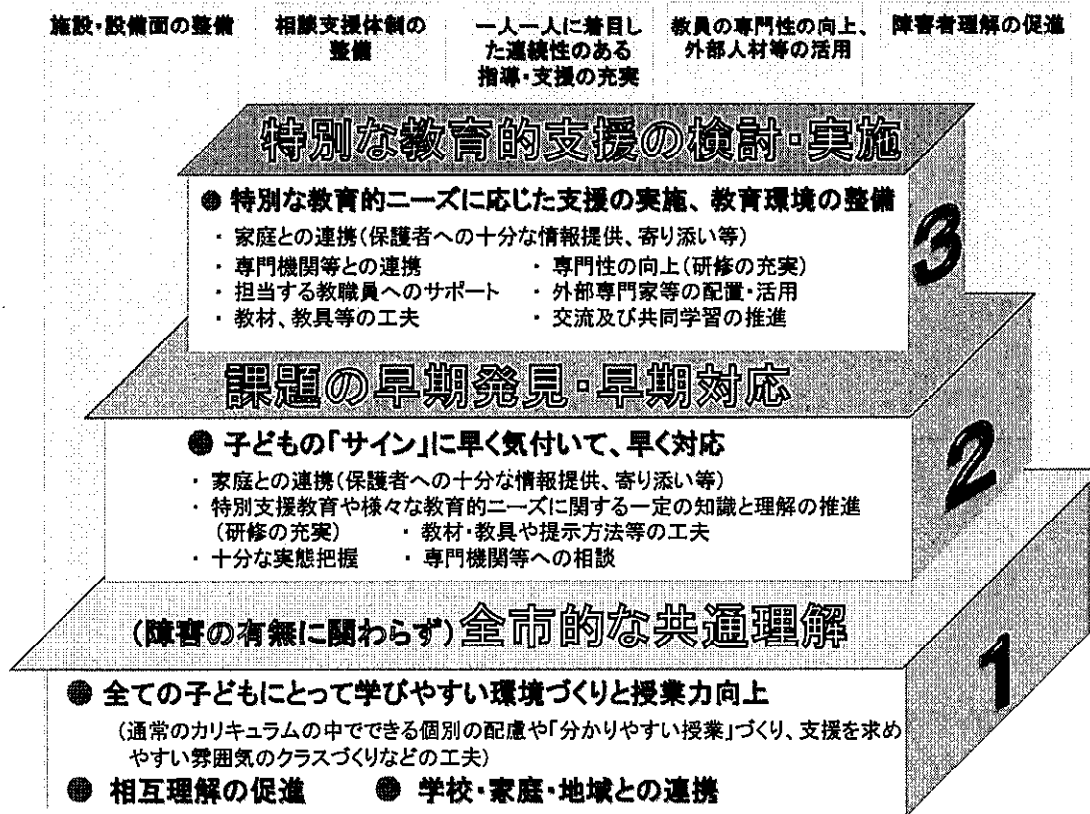 施設・設備面の整備
相談支援体制の
整備
一人一人に着目し
た連続性のある
指導・支援の充実
教員の専門性の向上、
外部人材等の活用
障害者理解の促進
特別な教育的支援の検討・実施
● 特別な教育的ニーズに応じた支援の実施、教育環境の整備
・ 家庭との連携(保護者への十分な情報提供、寄り添い等)
・ 専門機関等との連携 ・ 専門性の向上(研修の充実)
・ 担当する教職員へのサポート ・ 外部専門家等の配置・活用
・ 教材、教具等の工夫 ・ 交流及び共同学習の推進
3
課題の早期発見・早期対応
● 子どもの「サイン」に早く気付いて、早く対応
・ 家庭との連携(保護者への十分な情報提供、寄り添い等)
・ 特別支援教育や様々な教育的ニーズに関する一定の知識と理解の推進
(研修の充実) ・ 教材・教具や提示方法等の工夫
・ 十分な実態把握 ・ 専門機関等への相談
2
(障害の有無に関わらず)全市的な共通理解
● 全ての子どもにとって学びやすい環境づくりと授業力向上
(通常のカリキュラムの中でできる個別の配慮や「分かりやすい授業」づくり、支援を求め
やすい雰囲気のクラスづくりなどの工夫)
● 相互理解の促進 ● 学校・家庭・地域との連携
1